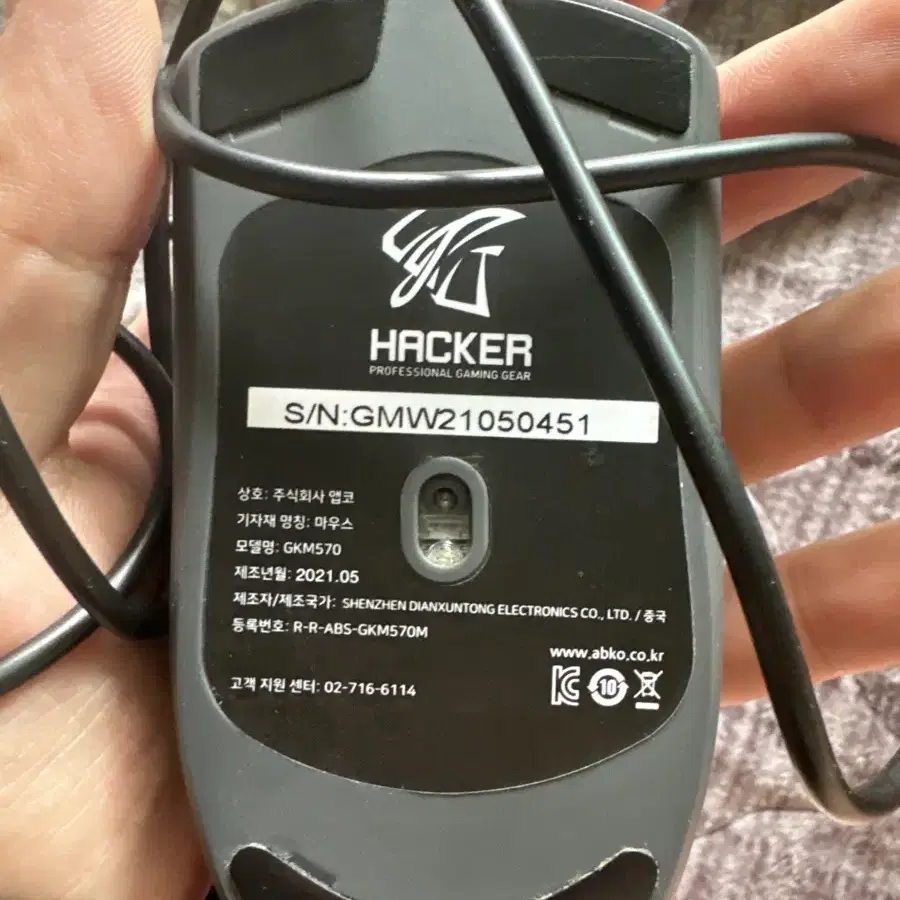 HACKER
PROFESSIONAL GAMING GEAR
S/N:GMW21050451
상호: 주식회사 앱코
기자재 명칭: 마우스
모델명: GKM570
제조년월: 2021.05
제조자/제조국가: SHENZHEN DIANXUNTONG ELECTRONICS CO., LTD. / 중국
등록번호: R-R-ABS-GKM570M
www.abko.co.kr
고객 지원 센터: 02-716-6114
10